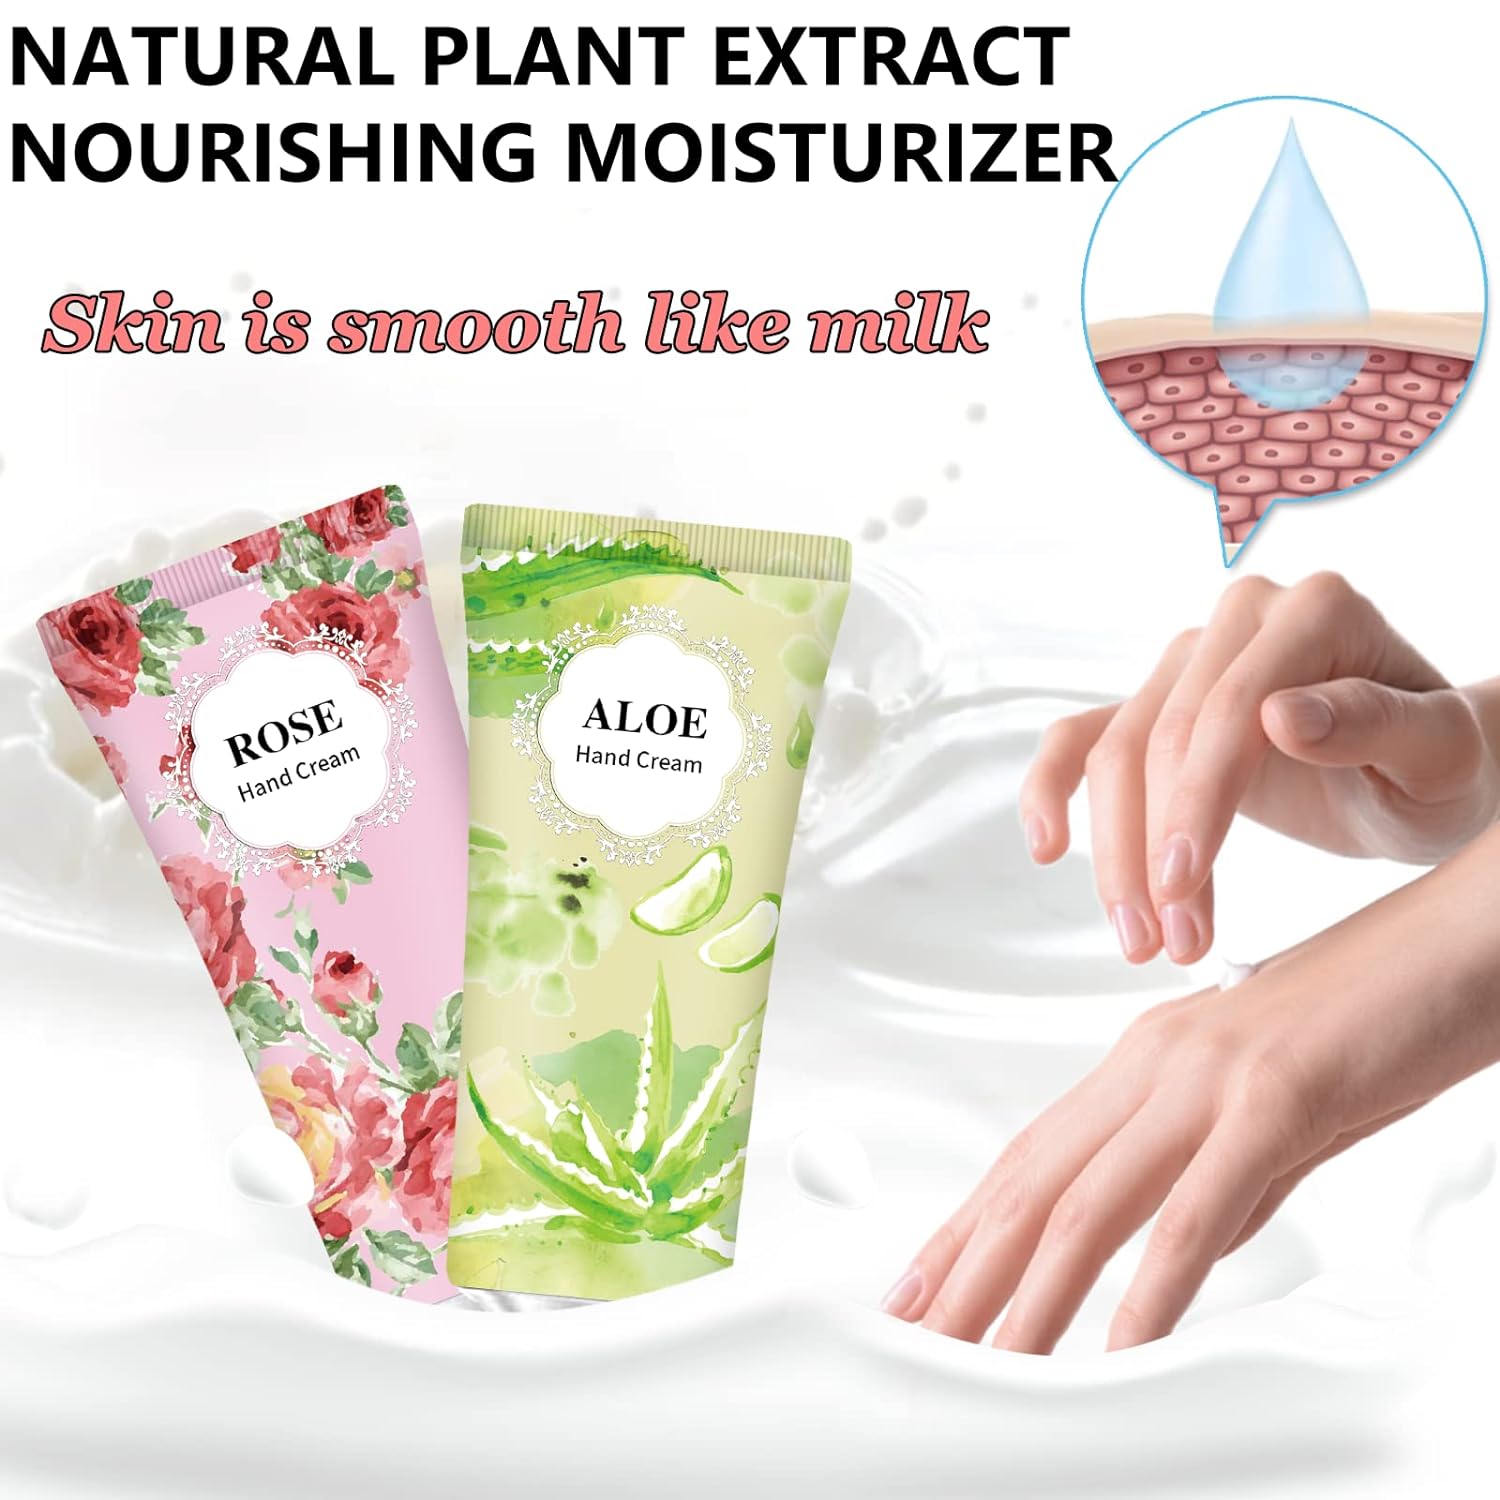 NATURAL PLANT EXTRACT
NOURISHING MOISTURIZER
Skin is smooth like milk
ROSE
Hand Cream
ALOE
Hand Cream